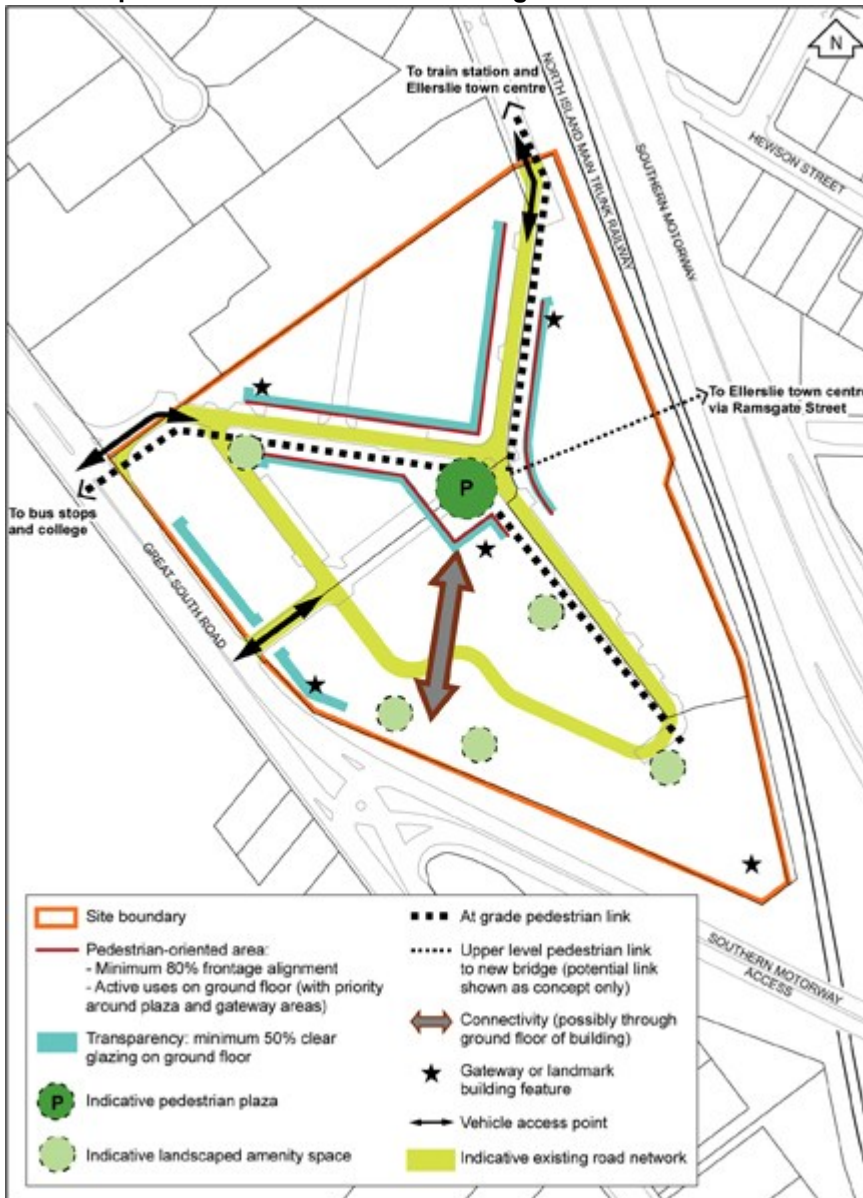 To train station and
Ellerslie town centre
N
NORTH ISLAND MAIN TRUNK RAILWAY
SOUTHERN MOTORWAY
HEWSON STREET
To Ellerslie town centre
via Ramsgate Street
P
To bus stops
and college
GREAT SOUTH ROAD
SOUTHERN MOTORWAY
ACCESS
Site boundary
Pedestrian-oriented area:
- Minimum 80% frontage alignment
- Active uses on ground floor (with priority
around plaza and gateway areas)
Transparency: minimum 50% clear
glazing on ground floor
P
Indicative pedestrian plaza
Indicative landscaped amenity space
At grade pedestrian link
Upper level pedestrian link
to new bridge (potential link
shown as concept only)
Connectivity (possibly through
ground floor of building)
Gateway or landmark
building feature
Vehicle access point
Indicative existing road network